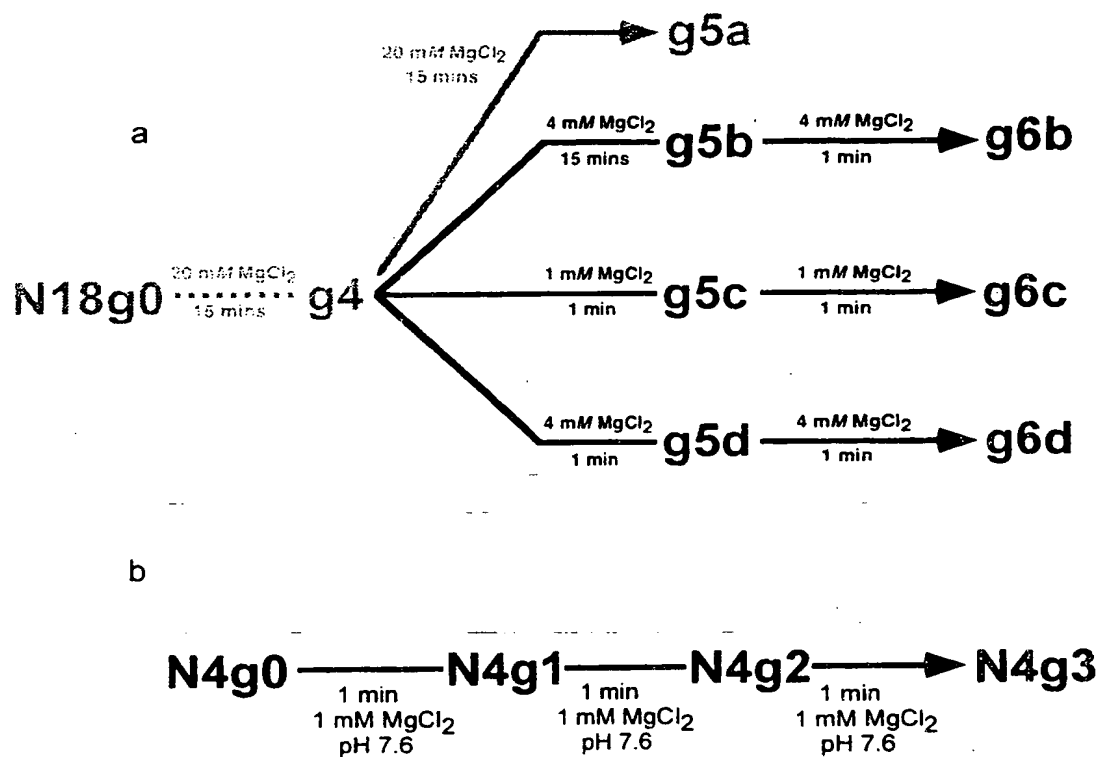 a
20 mM MgCl2
15 mins
g5a
4 mM MgCl2
15 mins
g5b
4 mM MgCl2
1 min
g6b
N18g0
20 mM MgCl2
15 mins
g4
1 mM MgCl2
1 min
g5c
1 mM MgCl2
1 min
g6c
4 mM MgCl2
1 min
g5d
4 mM MgCl2
1 min
g6d
b
N4g0
1 min
1 mM MgCl2
pH 7.6
N4g1
1 min
1 mM MgCl2
pH 7.6
N4g2
1 min
1 mM MgCl2
pH 7.6
N4g3